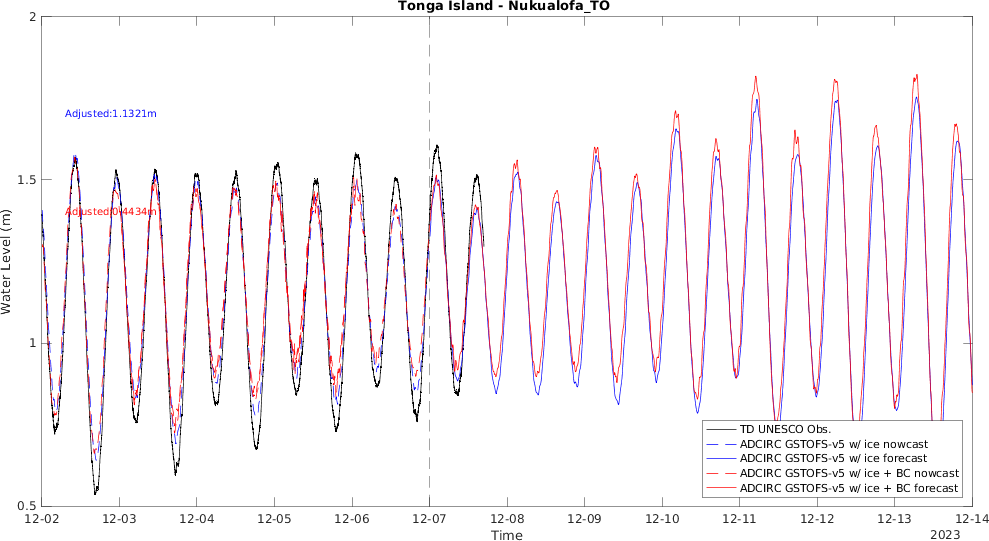 Tonga Island - Nukualofa_TO
2
1.5
1
0.5
Water Level (m)
Adjusted:1.1321m
Adjusted:0.4434m
TD UNESCO Obs.
ADCIRC GSTOFS-v5 w/ ice nowcast
ADCIRC GSTOFS-v5 w/ ice forecast
ADCIRC GSTOFS-v5 w/ ice + BC nowcast
ADCIRC GSTOFS-v5 w/ ice + BC forecast
12-02 12-03 12-04 12-05 12-06 12-07 12-08 12-09 12-10 12-11 12-12 12-13 12-14
Time
2023